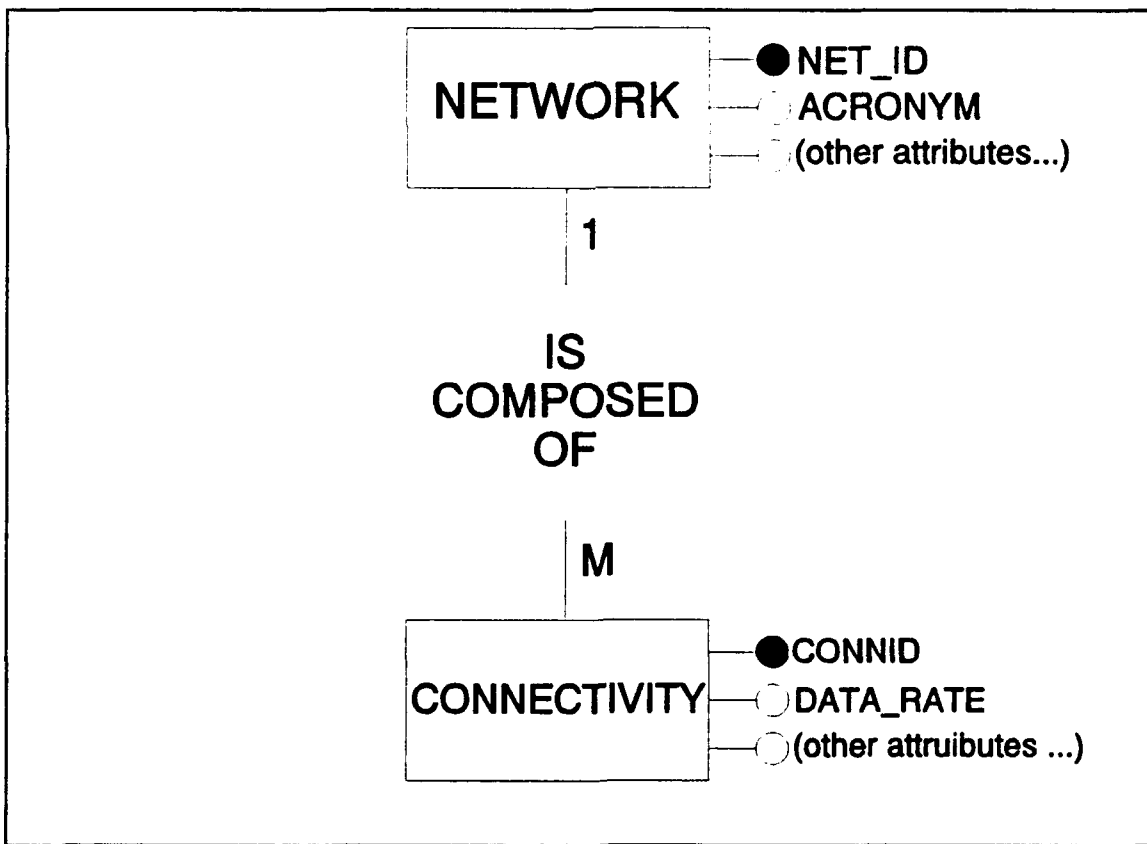 NETWORK
NET_ID
ACRONYM
(other attributes...)
1
IS
COMPOSED
OF
M
CONNECTIVITY
CONNID
DATA_RATE
(other attruibutes ...)